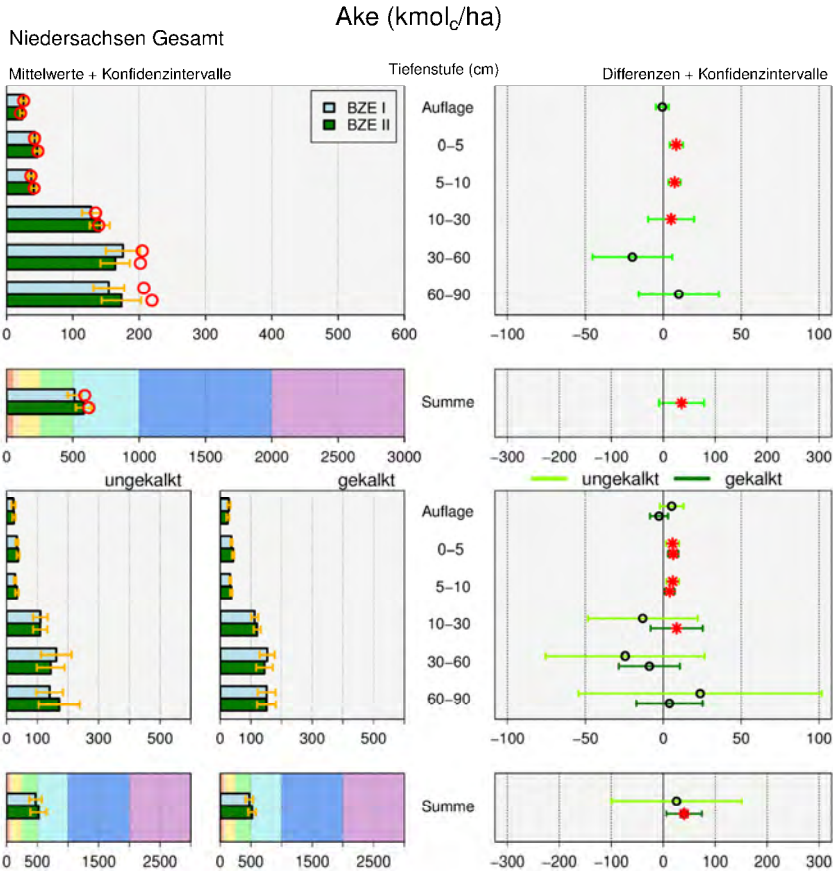 Ake (kmolc/ha)
Niedersachsen Gesamt
Mittelwerte + Konfidenzintervalle
Tiefenstufe (cm)
Differenzen + Konfidenzintervalle
BZE I
BZE II
Auflage
0−5
5−10
10−30
30−60
60−90
0 100 200 300 400 500 600
−100 −50 0 50 100
Summe
0 500 1000 1500 2000 2500 3000
−300 −200 −100 0 100 200 300
ungekalkt
gekalkt
ungekalkt gekalkt
Auflage
0−5
5−10
10−30
30−60
60−90
0 100 300 500
0 100 300 500
−100 −50 0 50 100
Summe
0 500 1500 2500
0 500 1500 2500
−300 −200 −100 0 100 200 300